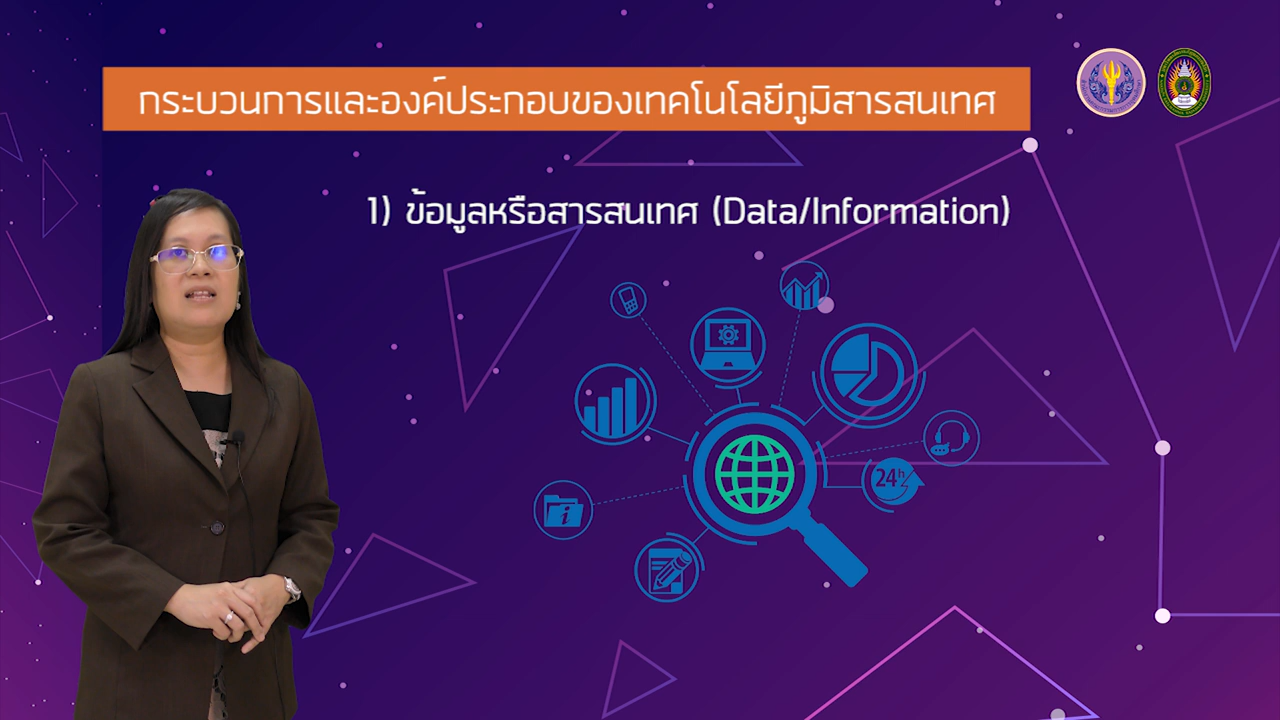 กระบวนการและองค์ประกอบของเทคโนโลยีภูมิสารสนเทศ
1) ข้อมูลหรือสารสนเทศ (Data/Information)
24h
i